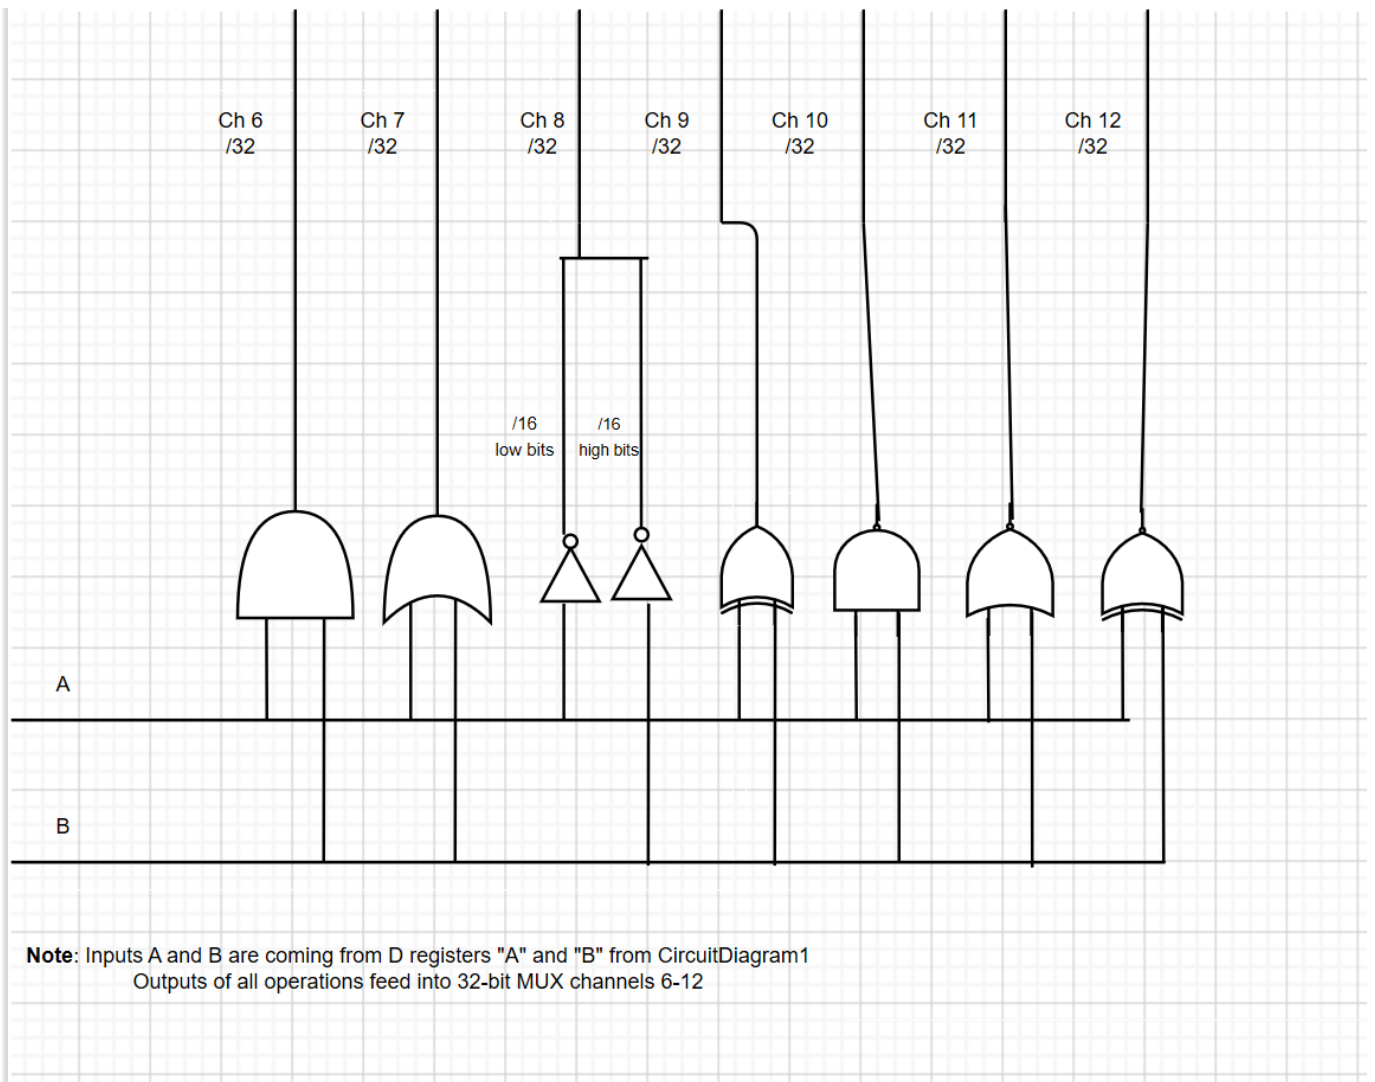 Ch 6
/32
Ch 7
/32
Ch 8
/32
Ch 9
/32
Ch 10
/32
Ch 11
/32
Ch 12
/32
/16
low bits
/16
high bits
A
B
Note: Inputs A and B are coming from D registers "A" and "B" from CircuitDiagram1
Outputs of all operations feed into 32-bit MUX channels 6-12